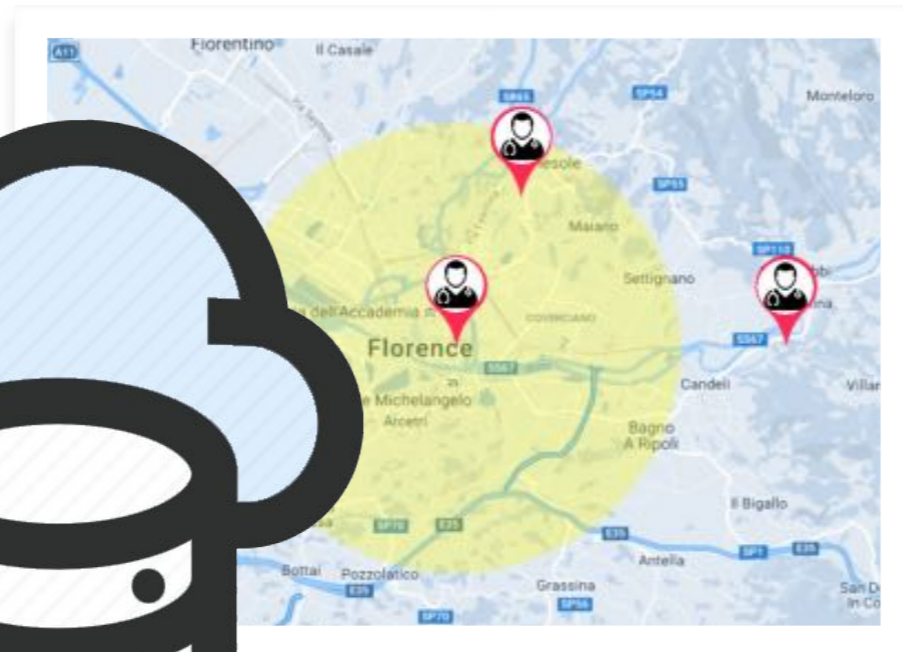 A11
Fiorentino
Il Casale
SR65
SP54
Monteloro
esole
SP55
Maiano
SP110
Settignano
bbi
ina
dell'Accademia
COVERCIANO
SS67
Florence
SS67
Candeli
Villar
e Michelangelo
Arcetri
Bagno
A Ripoli
Il Bigallo
E35
E35
SP1
E35
Antella
Bottai
Pozzolatico
E35
Grassina
SP56
San D
In Co
SP70